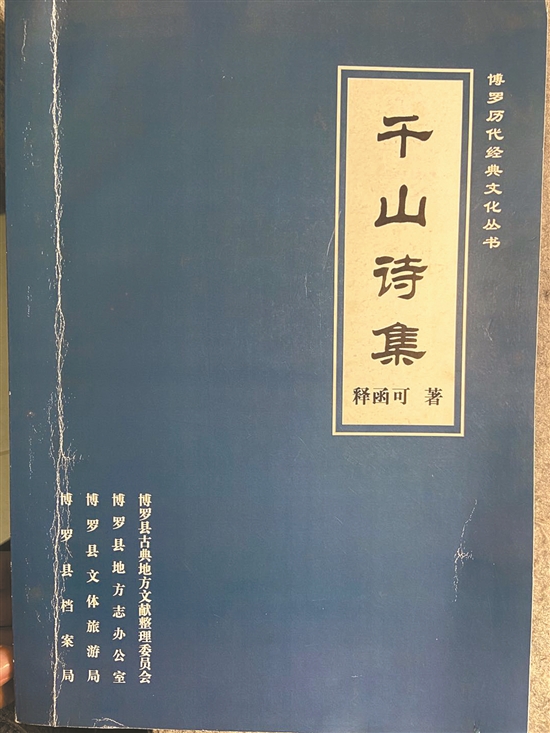 博罗历代经典文化丛书
千山诗集
释函可 著
博罗县古典地方文献整理委员会
博罗县地方志办公室
博罗县文体旅游局
博罗县档案局